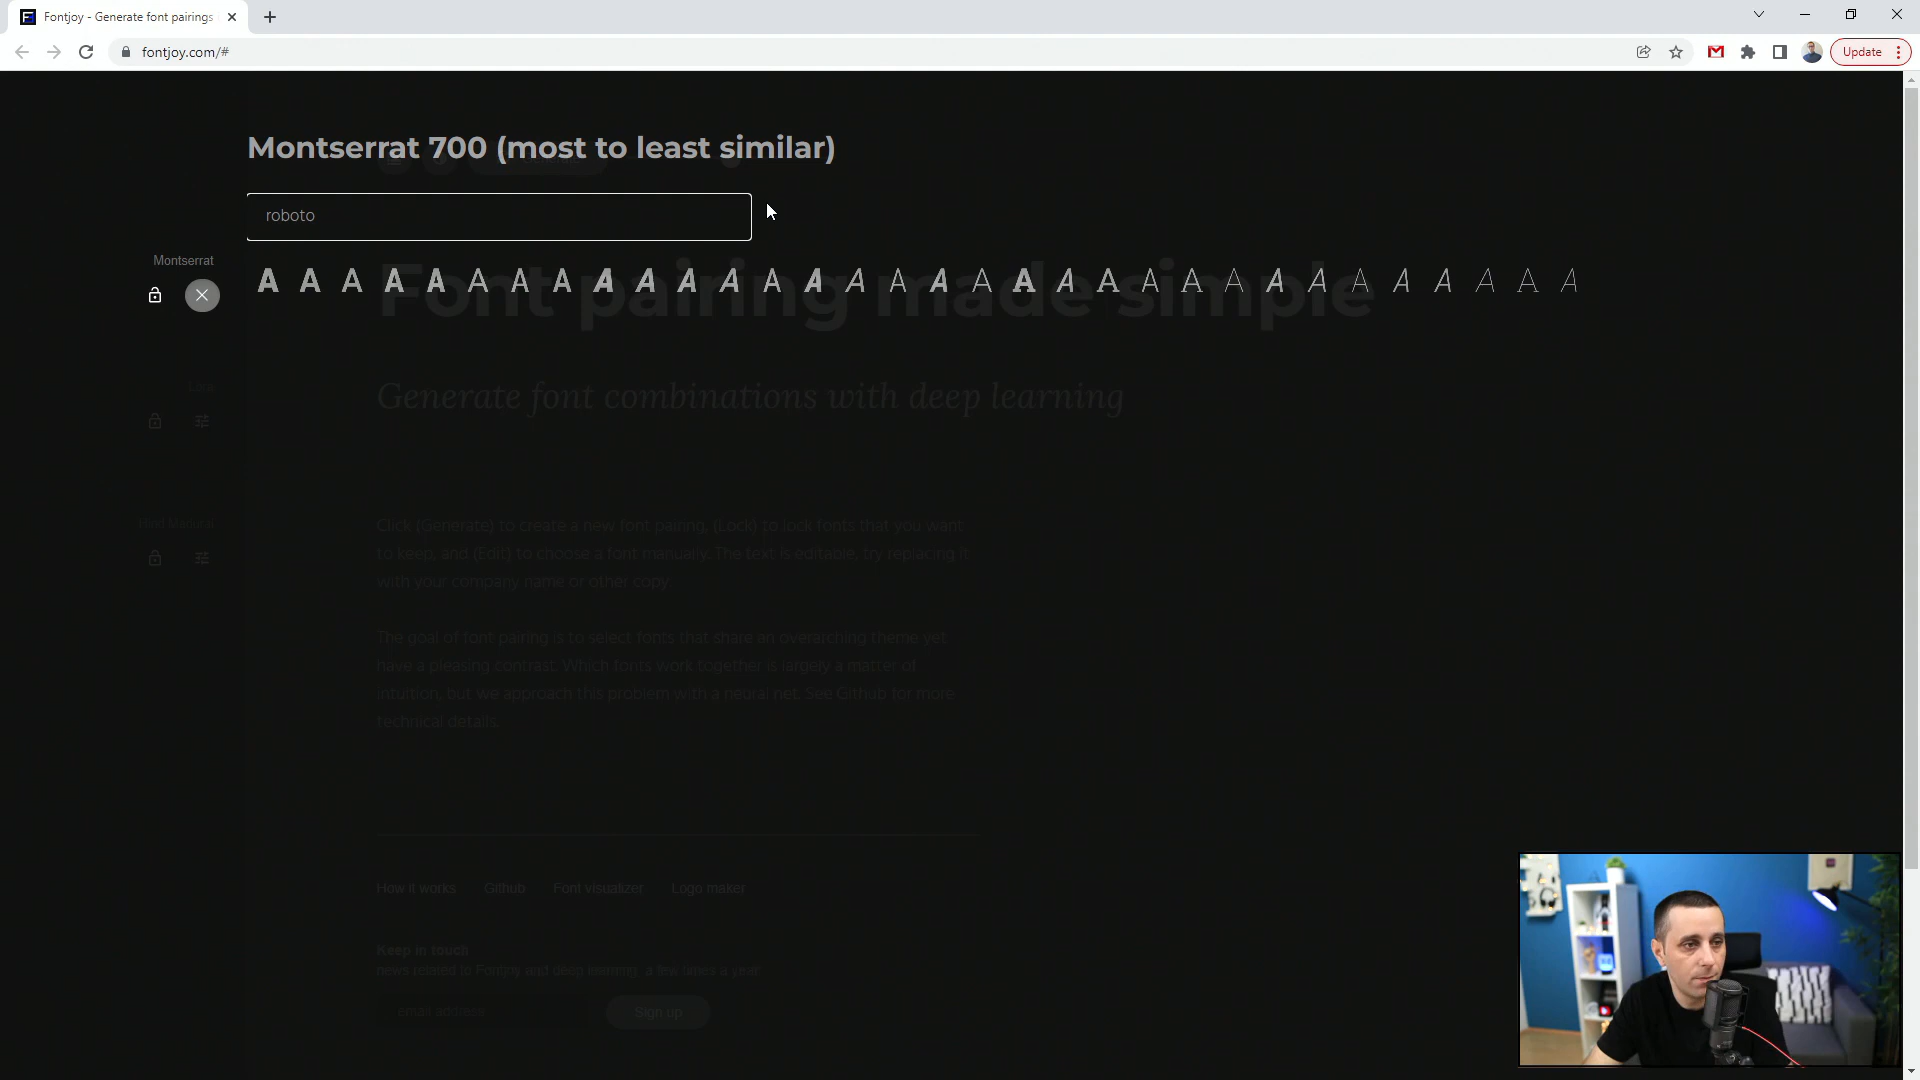 Fontjoy - Generate font pairings
fontjoy.com/#
Update
Montserrat 700 (most to least similar)
roboto
Montserrat
A A A A A A A A A A A A A A A A A A A A A A A A A A A A A A A A
Font pairing made simple
Lora
Generate font combinations with deep learning
Hind Madurai
Click (Generate) to create a new font pairing, (Lock) to lock fonts that you want
to keep, and (Edit) to choose a font manually. The text is editable, try replacing it
with your company name or other copy.
The goal of font pairing is to select fonts that share an overarching theme yet
have a pleasing contrast. Which fonts work together is largely a matter of
intuition, but we approach this problem with a neural net. See Github for more
technical details.
How it works Github Font visualizer Logo maker
Keep in touch
news related to Fontjoy and deep learning, a few times a year
email address Sign up